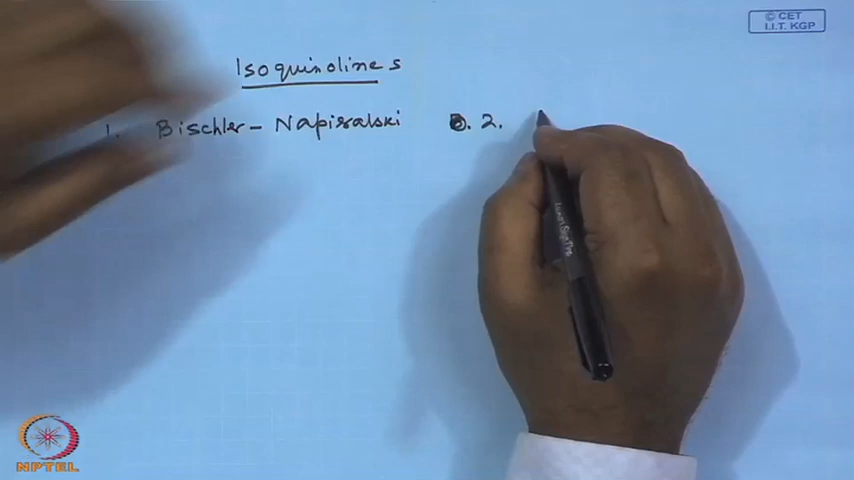 © CET
I.I.T. KGP
Isoquinolines
1. Bischler - Napiralski 2.
NPTEL